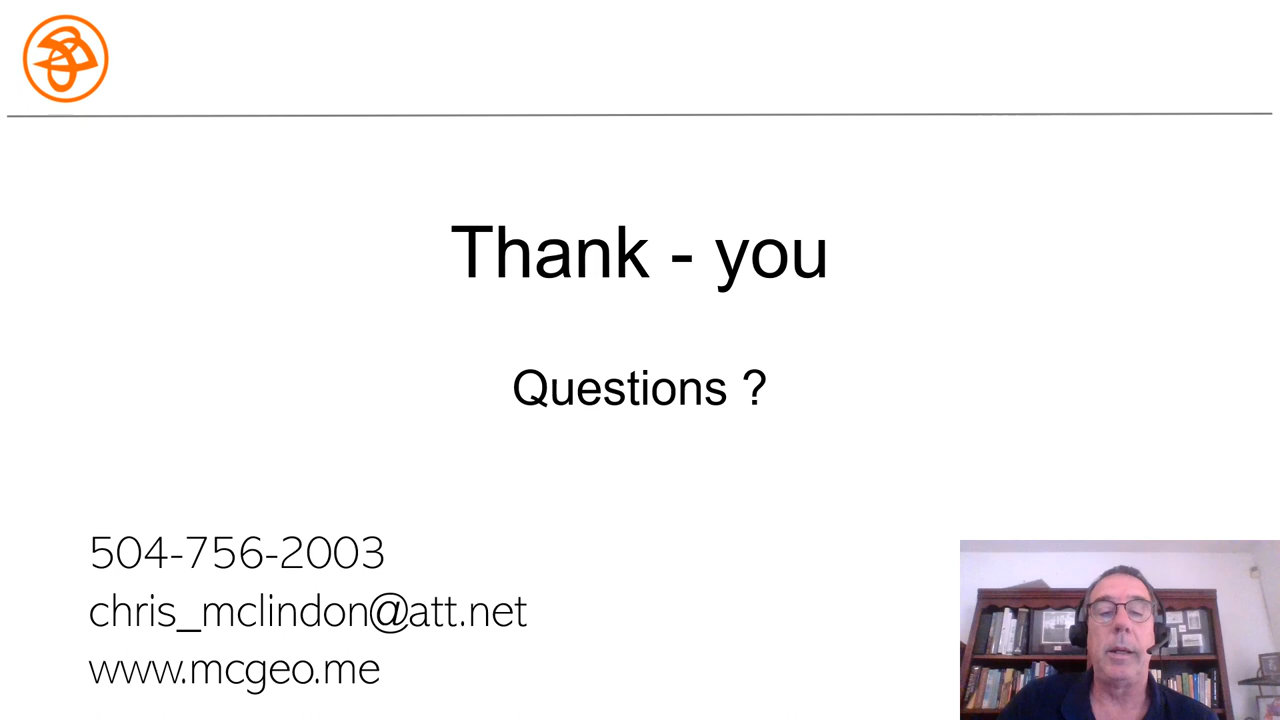 Thank - you
Questions ?
504-756-2003
chris_mclindon@att.net
www.mcgeo.me